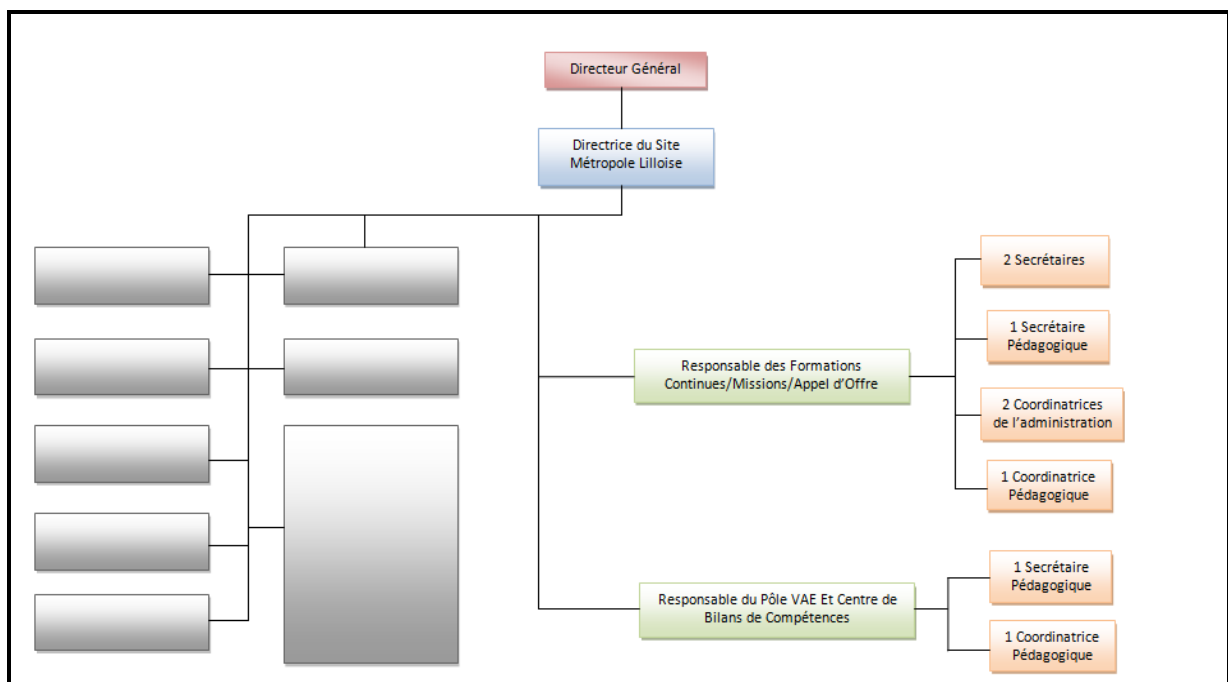 Directeur Général
Directrice du Site
Métropole Lilloise
2 Secrétaires
1 Secrétaire
Pédagogique
Responsable des Formations
Continues/Missions/Appel d’Offre
2 Coordinatrices
de l’administration
1 Coordinatrice
Pédagogique
1 Secrétaire
Pédagogique
Responsable du Pôle VAE Et Centre de
Bilans de Compétences
1 Coordinatrice
Pédagogique